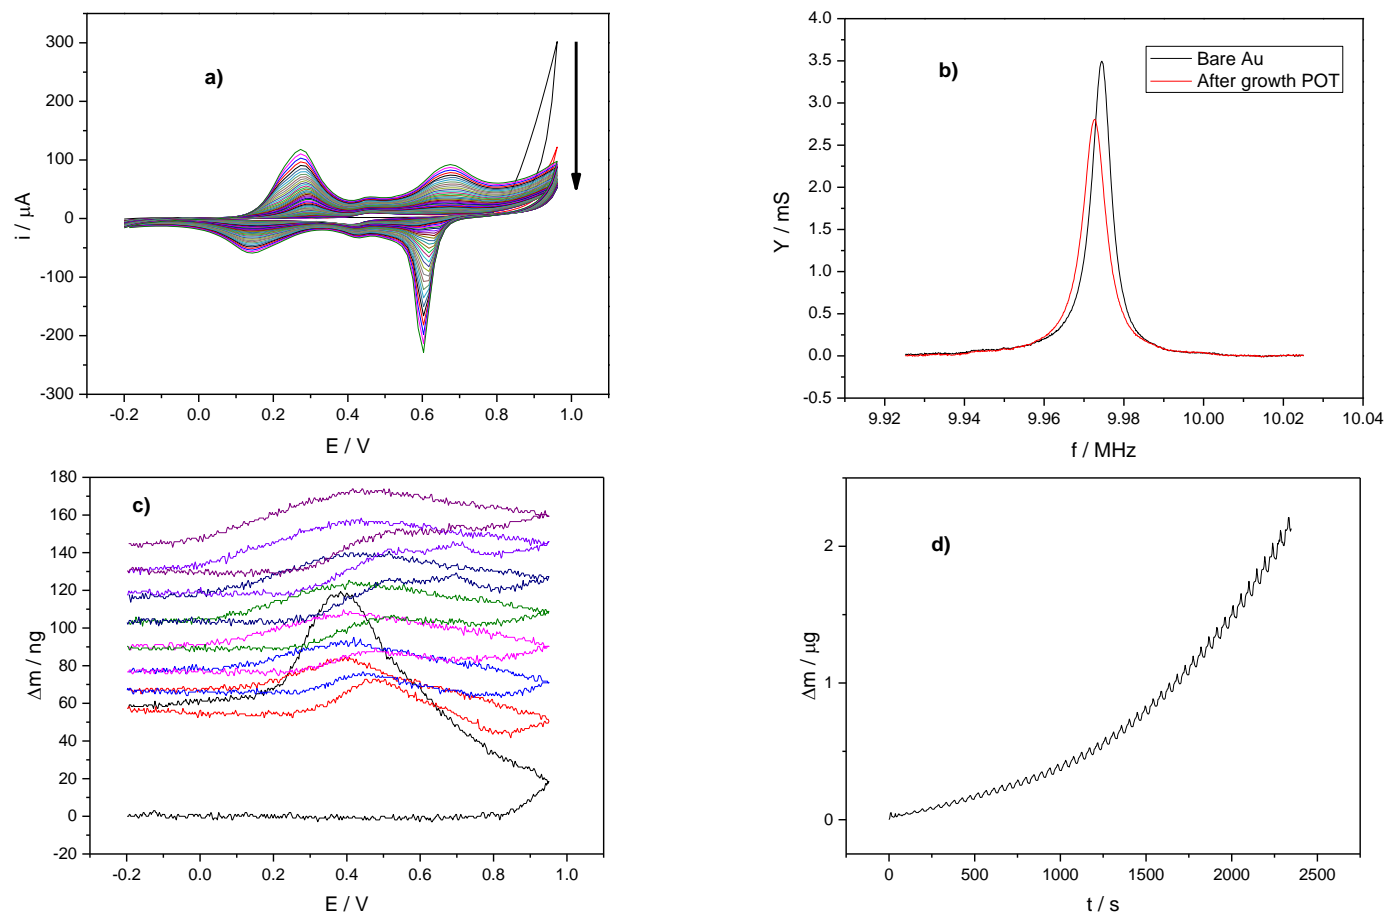 a)
i / μA
300
200
100
0
-100
-200
-300
-0.2 0.0 0.2 0.4 0.6 0.8 1.0
E / V
b)
Bare Au
After growth POT
Y / mS
4.0
3.5
3.0
2.5
2.0
1.5
1.0
0.5
0.0
-0.5
9.92 9.94 9.96 9.98 10.00 10.02 10.04
f / MHz
c)
Δm / ng
180
160
140
120
100
80
60
40
20
0
-20
-0.2 0.0 0.2 0.4 0.6 0.8 1.0
E / V
d)
Δm / μg
2
1
0
0 500 1000 1500 2000 2500
t / s